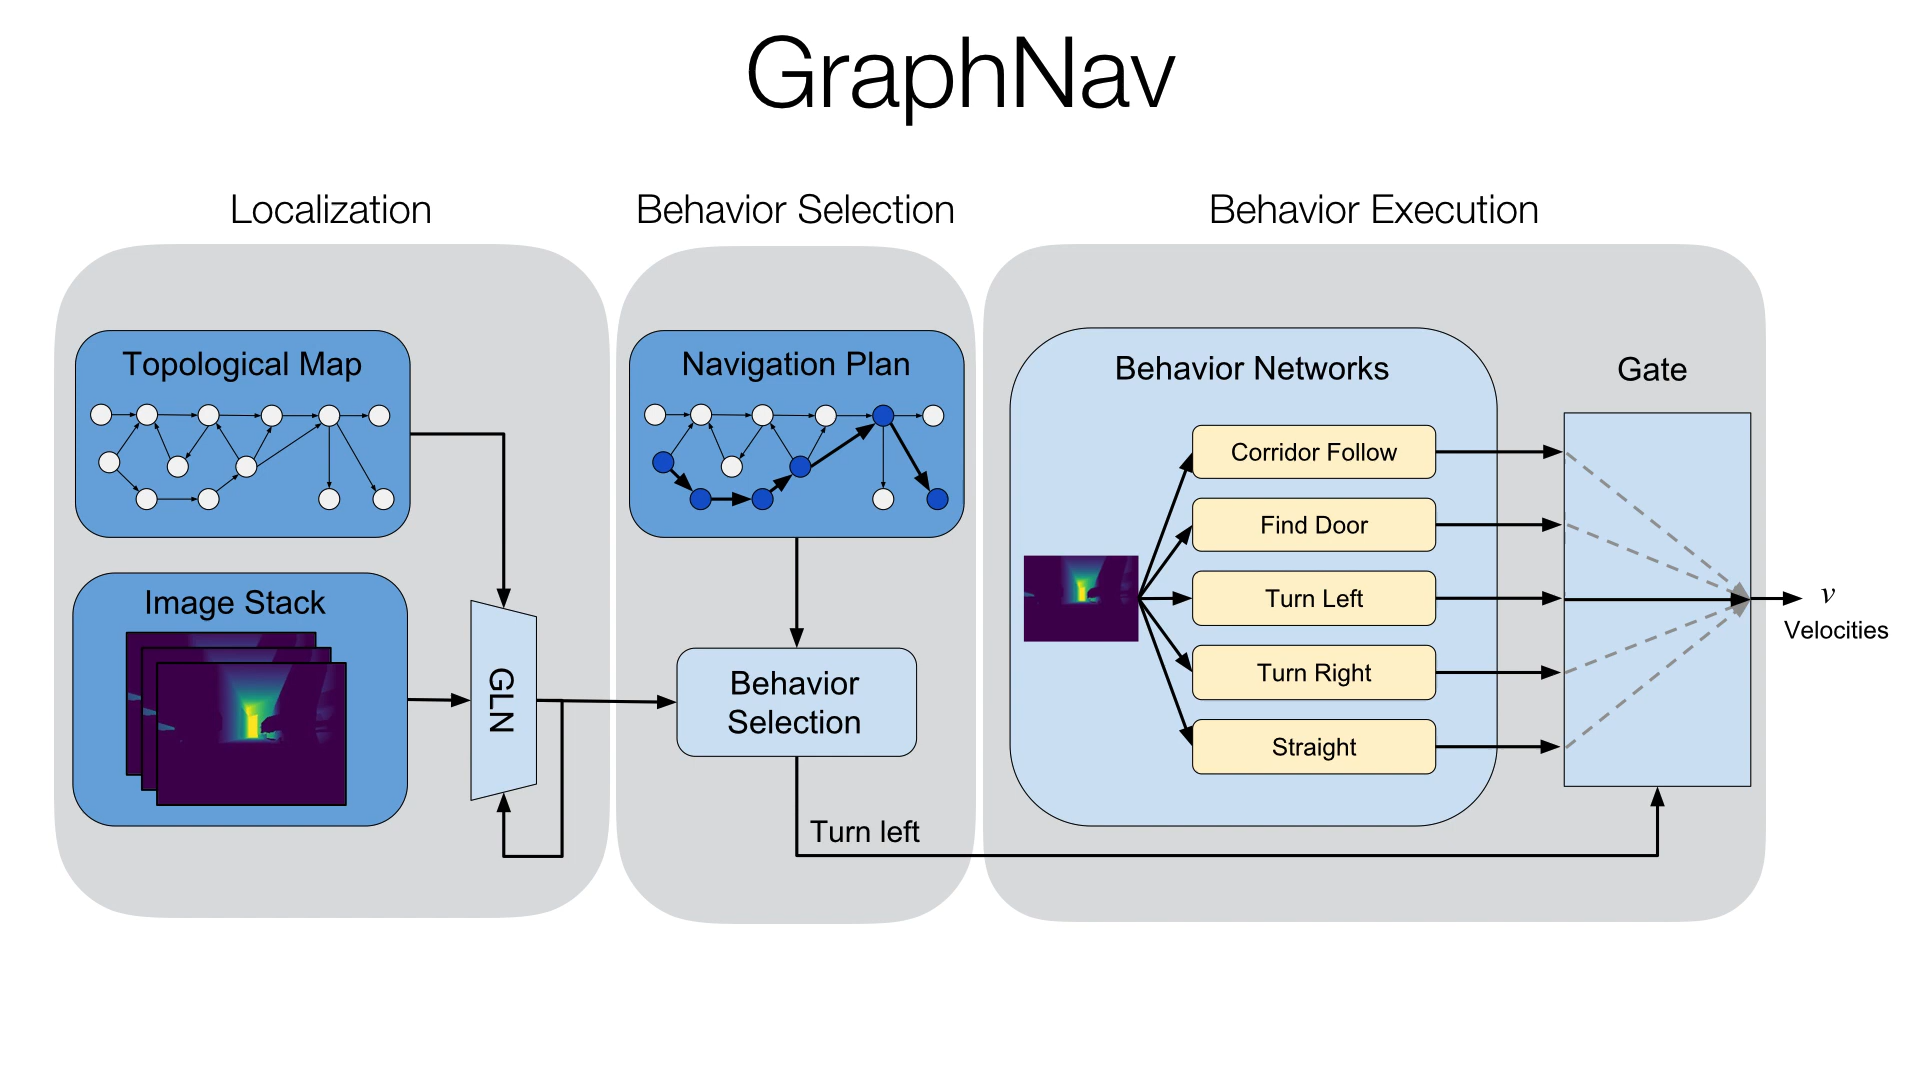 GraphNav
Localization
Behavior Selection
Behavior Execution
Topological Map
Image Stack
GLN
Navigation Plan
Behavior
Selection
Turn left
Behavior Networks
Corridor Follow
Find Door
Turn Left
Turn Right
Straight
Gate
v
Velocities